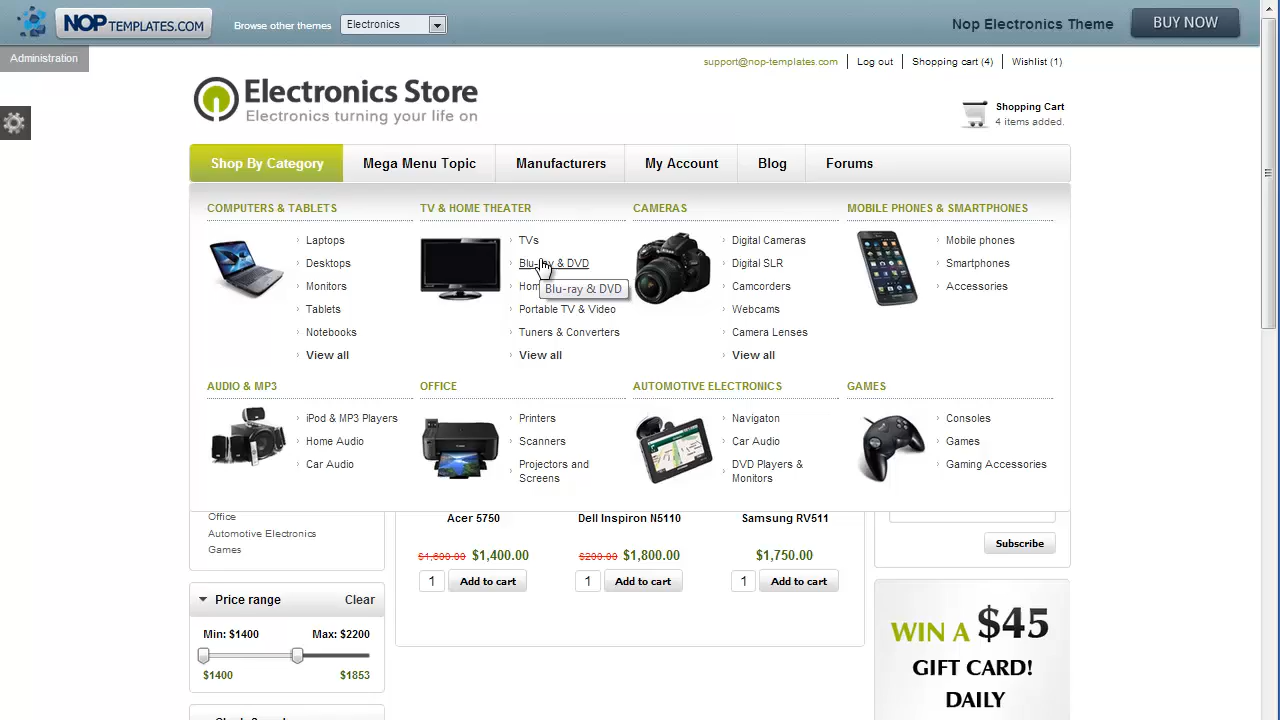 NOPTEMPLATES.COM
Browse other themes
Electronics
Nop Electronics Theme
BUY NOW
Administration
support@nop-templates.com
Log out
Shopping cart (4)
Wishlist (1)
Electronics Store
Electronics turning your life on
Shopping Cart
4 items added.
Shop By Category
Mega Menu Topic
Manufacturers
My Account
Blog
Forums
COMPUTERS & TABLETS
Laptops
Desktops
Monitors
Tablets
Notebooks
View all
TV & HOME THEATER
TVs
Blu-ray & DVD
Blu-ray & DVD
Portable TV & Video
Tuners & Converters
View all
CAMERAS
Digital Cameras
Digital SLR
Camcorders
Webcams
Camera Lenses
View all
MOBILE PHONES & SMARTPHONES
Mobile phones
Smartphones
Accessories
AUDIO & MP3
iPod & MP3 Players
Home Audio
Car Audio
OFFICE
Printers
Scanners
Projectors and
Screens
AUTOMOTIVE ELECTRONICS
Navigaton
Car Audio
DVD Players &
Monitors
GAMES
Consoles
Games
Gaming Accessories
Office
Automotive Electronics
Games
Price range
Clear
Min: $1400
Max: $2200
$1400
$1853
Acer 5750
$1,600.00 $1,400.00
1
Add to cart
Dell Inspiron N5110
$200.00 $1,800.00
1
Add to cart
Samsung RV511
$1,750.00
1
Add to cart
Subscribe
WIN A $45
GIFT CARD!
DAILY